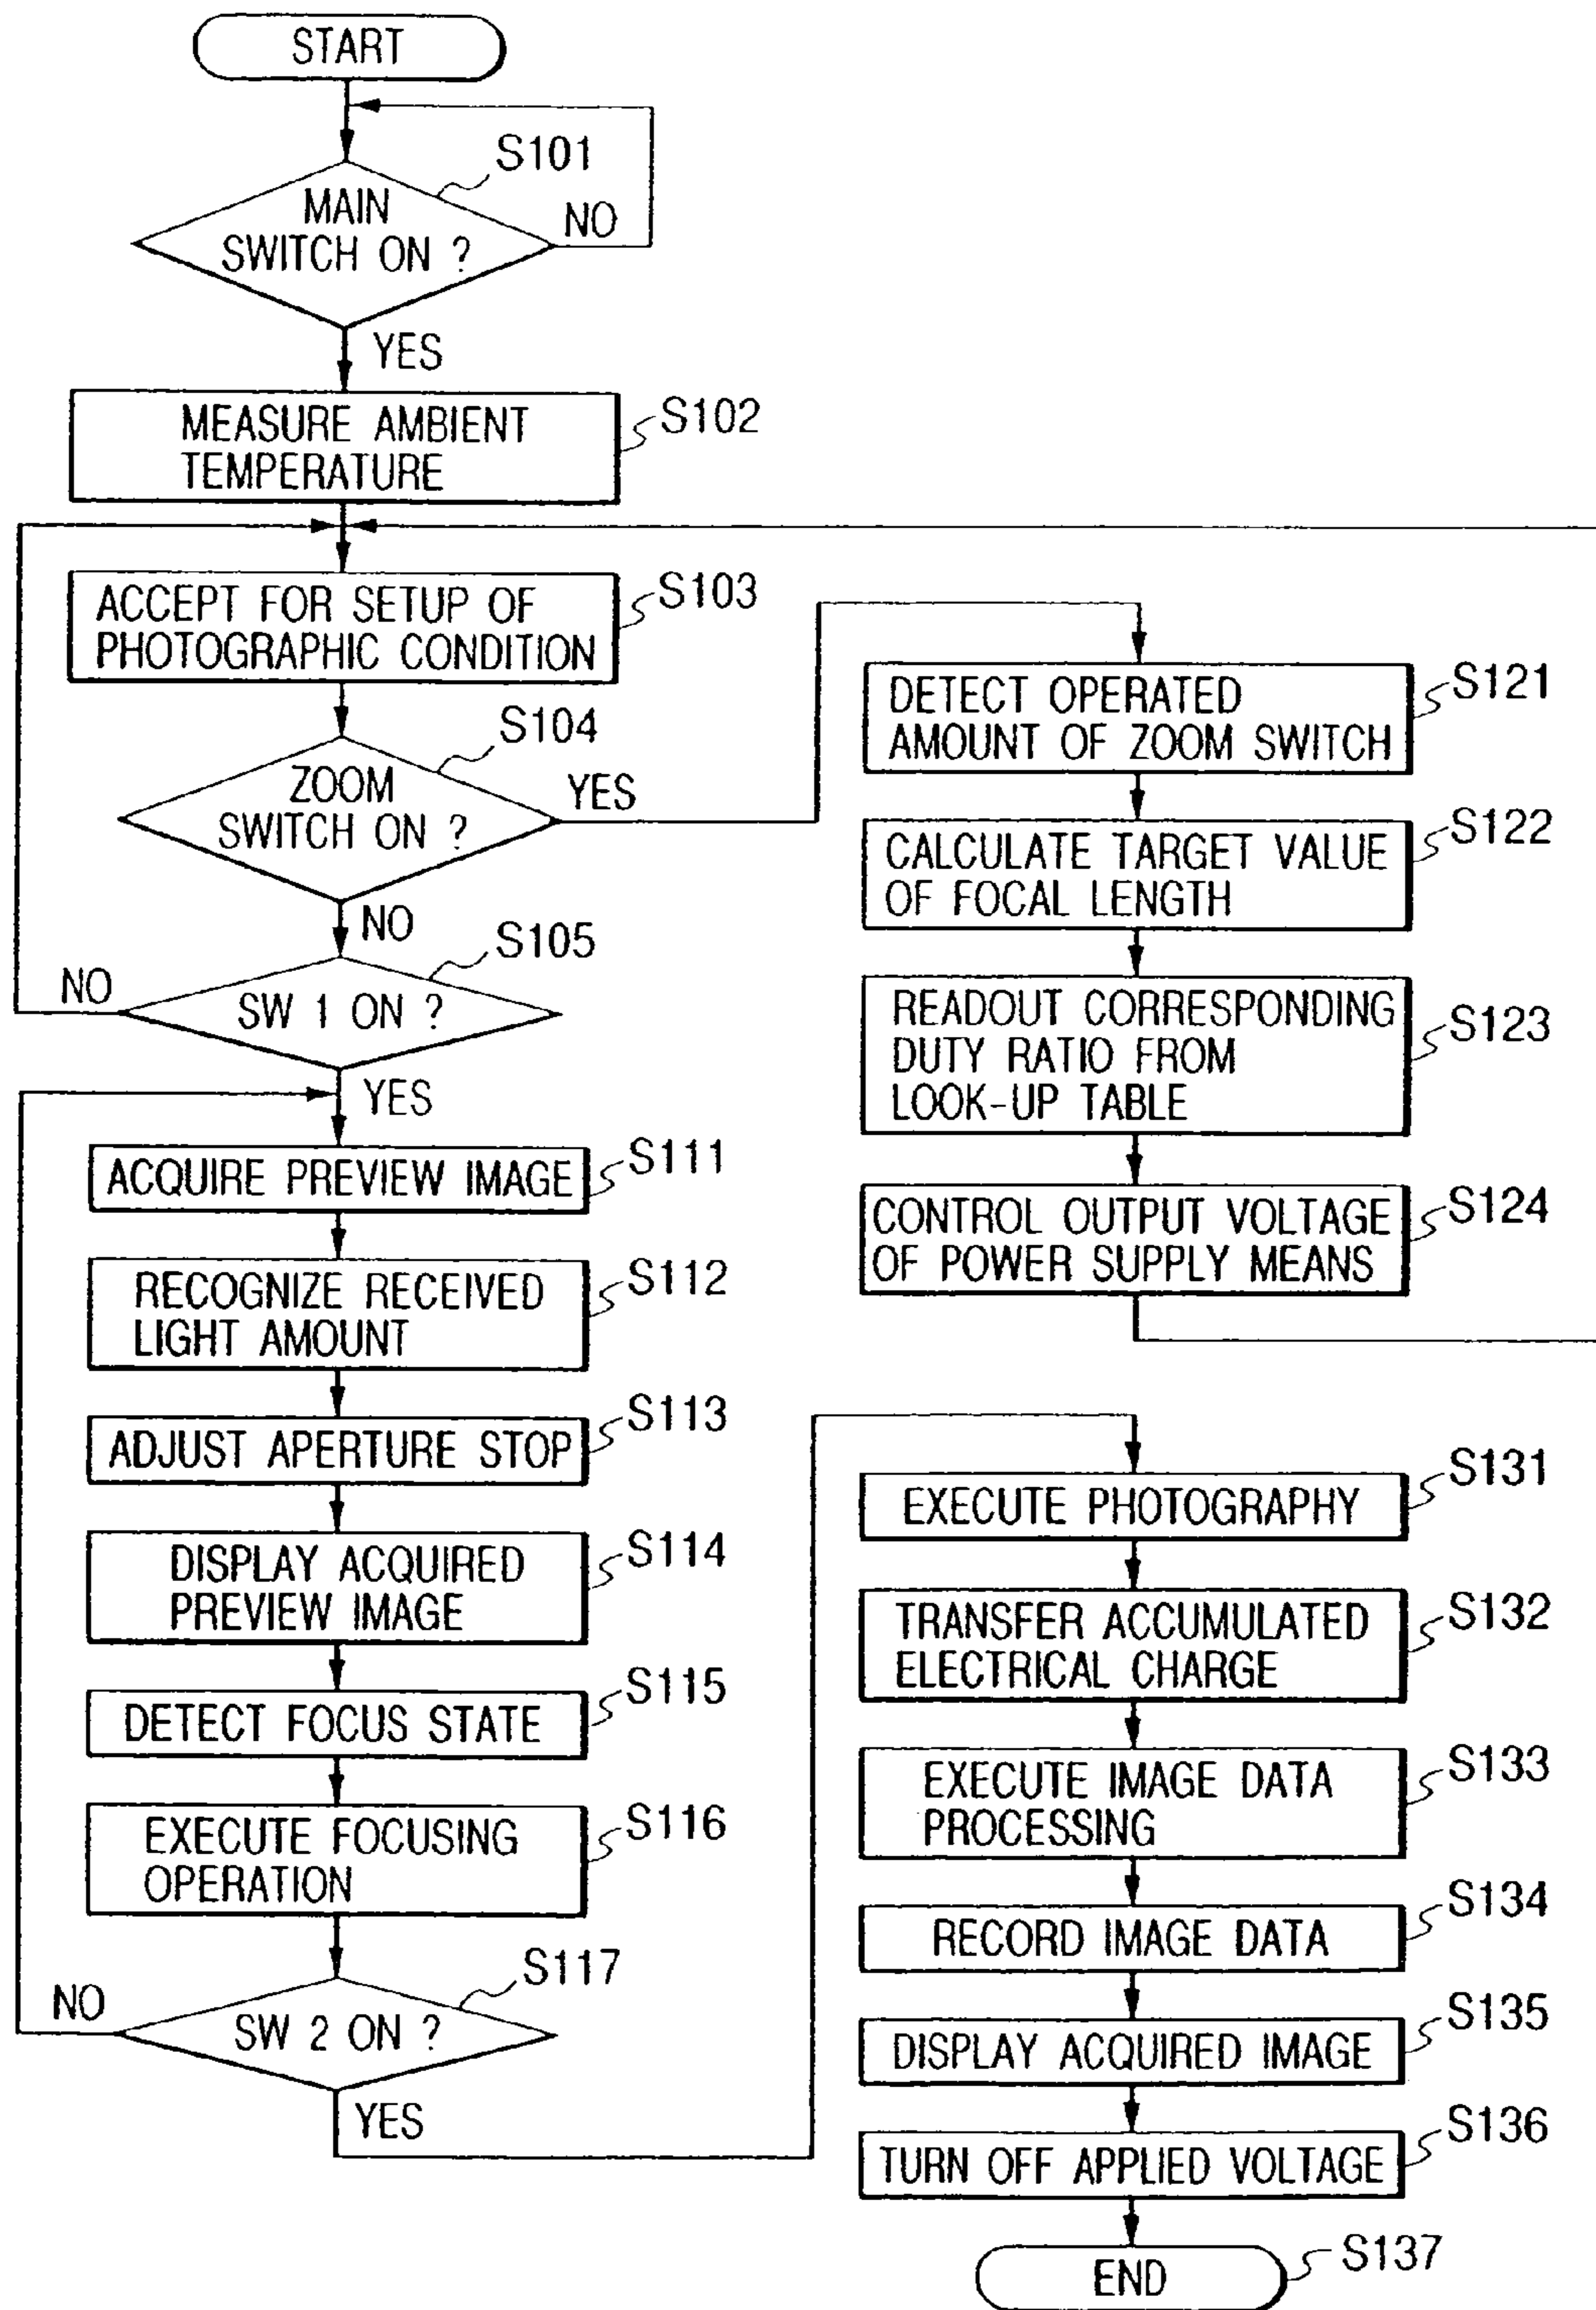 START
S101
MAIN
SWITCH ON ?
NO
YES
MEASURE AMBIENT
TEMPERATURE
S102
ACCEPT FOR SETUP OF
PHOTOGRAPHIC CONDITION
S103
S104
ZOOM
SWITCH ON ?
YES
NO
S105
SW 1 ON ?
NO
YES
ACQUIRE PREVIEW IMAGE
S111
RECOGNIZE RECEIVED
LIGHT AMOUNT
S112
ADJUST APERTURE STOP
S113
DISPLAY ACQUIRED
PREVIEW IMAGE
S114
DETECT FOCUS STATE
S115
EXECUTE FOCUSING
OPERATION
S116
S117
SW 2 ON ?
NO
YES
DETECT OPERATED
AMOUNT OF ZOOM SWITCH
S121
CALCULATE TARGET VALUE
OF FOCAL LENGTH
S122
READOUT CORRESPONDING
DUTY RATIO FROM
LOOK-UP TABLE
S123
CONTROL OUTPUT VOLTAGE
OF POWER SUPPLY MEANS
S124
EXECUTE PHOTOGRAPHY
S131
TRANSFER ACCUMULATED
ELECTRICAL CHARGE
S132
EXECUTE IMAGE DATA
PROCESSING
S133
RECORD IMAGE DATA
S134
DISPLAY ACQUIRED IMAGE
S135
TURN OFF APPLIED VOLTAGE
S136
END
S137